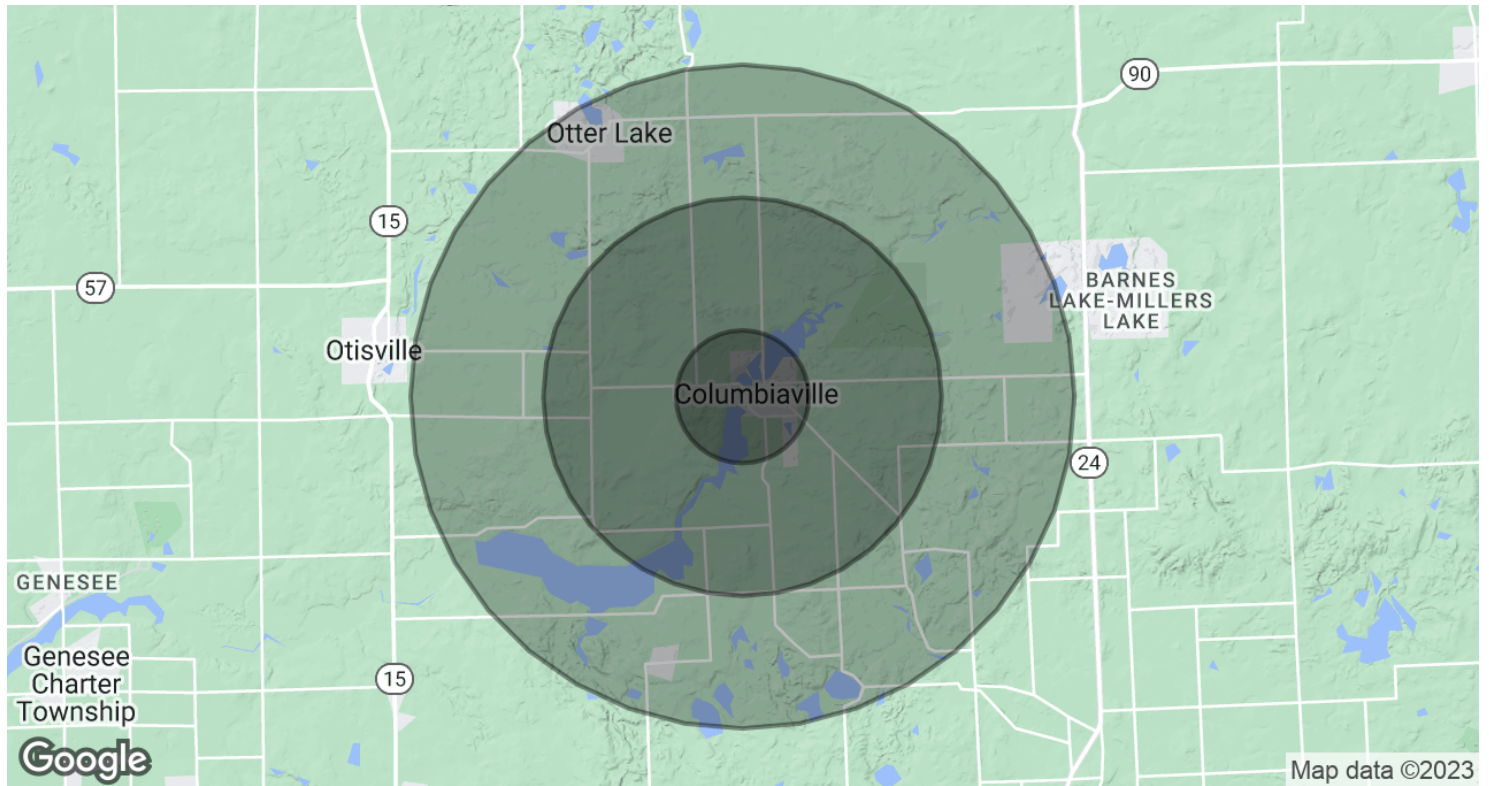 90
Otter Lake
15
57
BARNES
LAKE-MILLERS
LAKE
Otisville
Columbiaville
24
GENESEE
Genesee
Charter
Township
15
Google
Map data ©2023